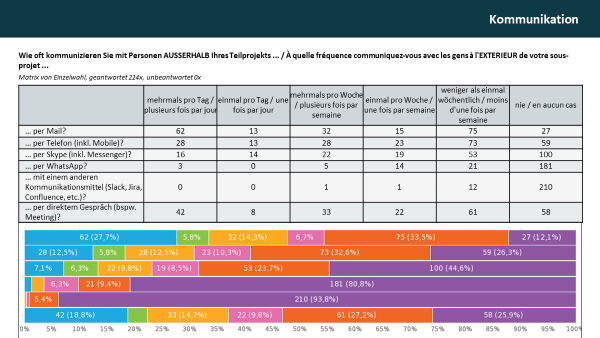 Kommunikation
Wie oft kommunizieren Sie mit Personen AUSSERHALB Ihres Teilprojekts ... / À quelle fréquence communiquez-vous avec les gens à l'EXTERIEUR de votre sous-
projet ...
Matrix von Einzelwahl, geantwortet 224x, unbeantwortet 0x
mehrmals pro Tag / plusieurs fois par jour
einmal pro Tag / une fois par jour
mehrmals pro Woche / plusieurs fois par semaine
einmal pro Woche / une fois par semaine
weniger als einmal wöchentlich / moins d'une fois par semaine
nie / en aucun cas
... per Mail? 62 13 32 15 75 27
... per Telefon (inkl. Mobile)? 28 13 28 23 73 59
... per Skype (inkl. Messenger)? 16 14 22 19 53 100
... per WhatsApp? 3 0 5 14 21 181
... mit einem anderen
Kommunikationsmittel (Slack, Jira, 0 0 1 1 12 210
Confluence, etc.)?
... per direktem Gespräch (bspw. 42 8 33 22 61 58
Meeting)?
62 (27,7%) 5,8% 32 (14,3%) 6,7% 75 (33,5%) 27 (12,1%)
28 (12,5%) 5,8% 28 (12,5%) 23 (10,3%) 73 (32,6%) 59 (26,3%)
7,1% 6,3% 22 (9,8%) 19 (8,5%) 53 (23,7%) 100 (44,6%)
6,3% 21 (9,4%) 181 (80,8%)
5,4% 210 (93,8%)
42 (18,8%) 33 (14,7%) 22 (9,8%) 61 (27,2%) 58 (25,9%)
0% 5% 10% 15% 20% 25% 30% 35% 40% 45% 50% 55% 60% 65% 70% 75% 80% 85% 90% 95% 100%